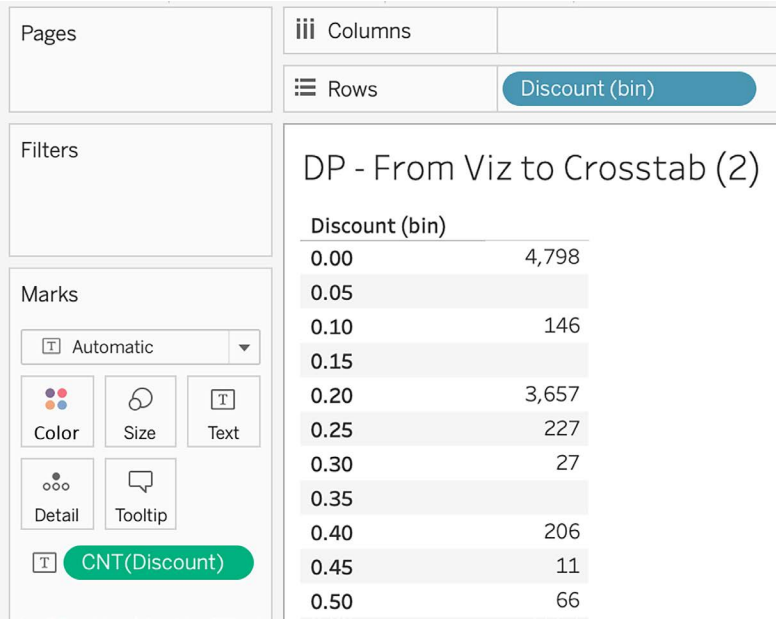 Pages
iii Columns
Rows Discount (bin)
Filters
DP - From Viz to Crosstab (2)
Discount (bin)
0.00 4,798
0.05
Marks
0.10 146
T Automatic
0.15
0.20 3,657
T
Color Size Text
0.25 227
0.30 27
0.35
Detail Tooltip
0.40 206
T CNT(Discount)
0.45 11
0.50 66